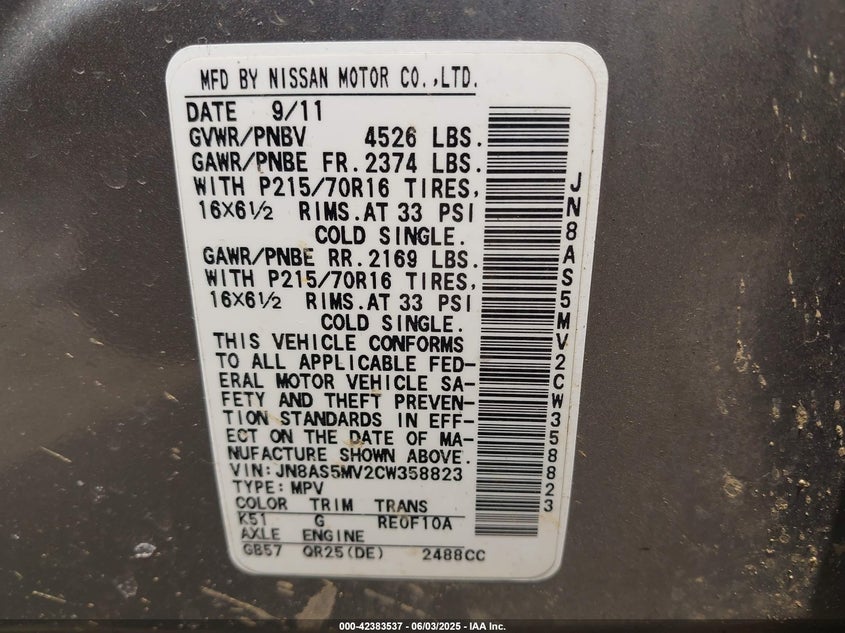 MFD BY NISSAN MOTOR CO.,LTD.
DATE 9/11
GVWR/PNBV 4526 LBS.
GAWR/PNBE FR.2374 LBS.
WITH P215/70R16 TIRES,
16X6½ RIMS.AT 33 PSI
COLD SINGLE.
GAWR/PNBE RR.2169 LBS.
WITH P215/70R16 TIRES,
16X6½ RIMS.AT 33 PSI
COLD SINGLE.
THIS VEHICLE CONFORMS
TO ALL APPLICABLE FED-
ERAL MOTOR VEHICLE SA-
FETY AND THEFT PREVEN-
TION STANDARDS IN EFF-
ECT ON THE DATE OF MA-
NUFACTURE SHOWN ABOVE.
VIN:JN8AS5MV2CW358823
TYPE:MPV
COLOR TRIM TRANS
K51 G RE0F10A
AXLE ENGINE
GB57 QR25(DE) 2488CC
JN8AS5MV2CW358823
000-42383537 - 06/03/2025 - IAA Inc.